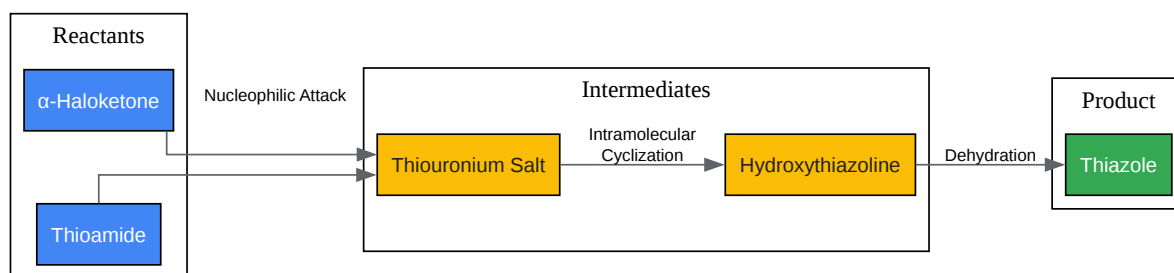 Reactants
α-Haloketone
Thioamide
Nucleophilic Attack
Intermediates
Thiouronium Salt
Intramolecular
Cyclization
Hydroxythiazoline
Dehydration
Product
Thiazole